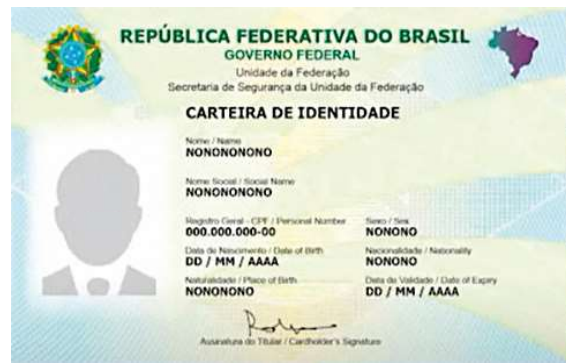 REPÚBLICA FEDERATIVA DO BRASIL
GOVERNO FEDERAL
Unidade da Federação
Secretaria de Segurança da Unidade da Federação
CARTEIRA DE IDENTIDADE
Nome / Name
NONONONONO
Nome Social / Social Name
NONONONONO
Registro Geral - CPF / Personal Number Sexo / Sex
000.000.000-00 NONONO
Data de Nascimento / Date of Birth Nacionalidade / Nationality
DD / MM / AAAA NONONO
Naturalidade / Place of Birth Data de Validade / Date of Expiry
NONONONO DD / MM / AAAA
Assinatura do Titular / Cardholder's Signature